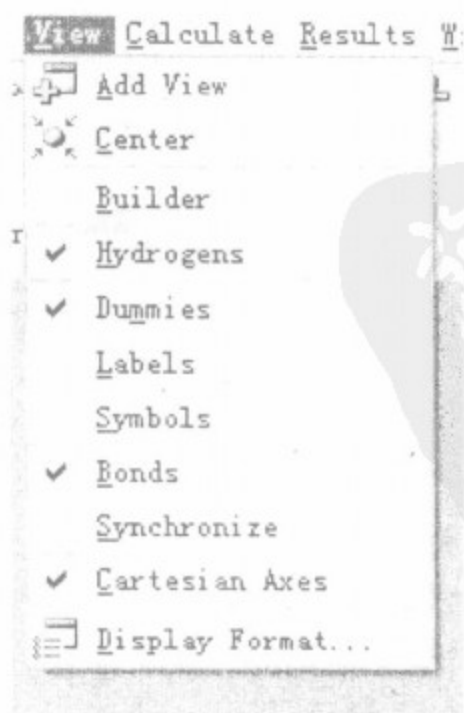 View Calculate Results
Add View
Center
Builder
Hydrogens
Dummies
Labels
Symbols
Bonds
Synchronize
Cartesian Axes
Display Format...